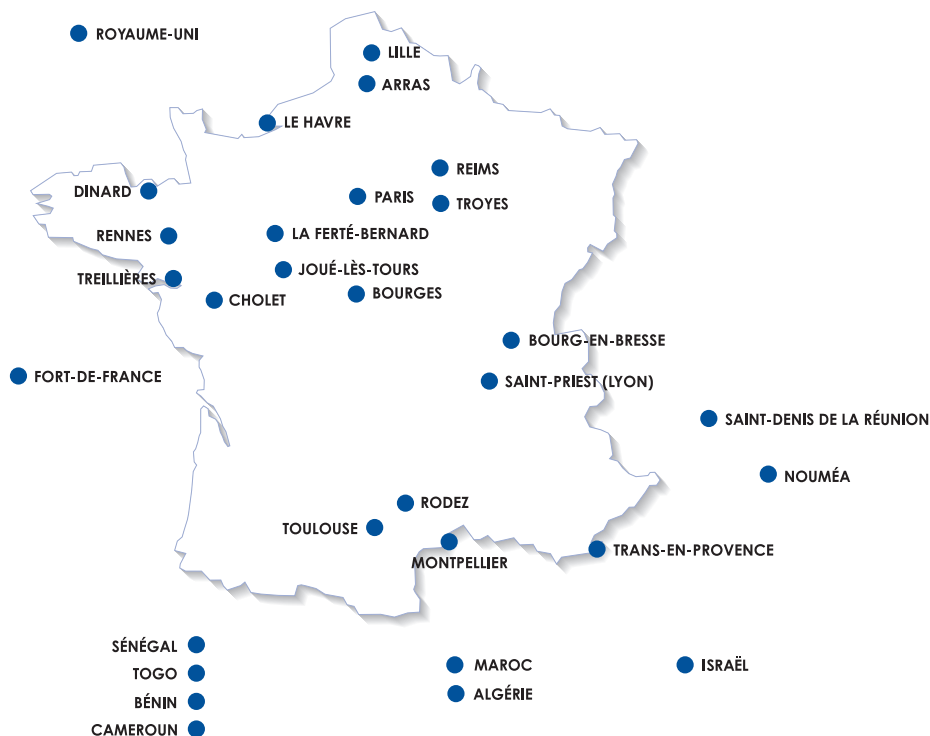 ROYAUME-UNI
LILLE
ARRAS
LE HAVRE
REIMS
DINARD
PARIS
TROYES
RENNES
LA FERTÉ-BERNARD
JOUÉ-LÈS-TOURS
TREILLIÈRES
BOURGES
CHOLET
BOURG-EN-BRESSE
FORT-DE-FRANCE
SAINT-PRIEST (LYON)
SAINT-DENIS DE LA RÉUNION
NOUMÉA
RODEZ
TOULOUSE
TRANS-EN-PROVENCE
MONTPELLIER
SÉNÉGAL
MAROC
ISRAËL
TOGO
ALGÉRIE
BÉNIN
CAMEROUN